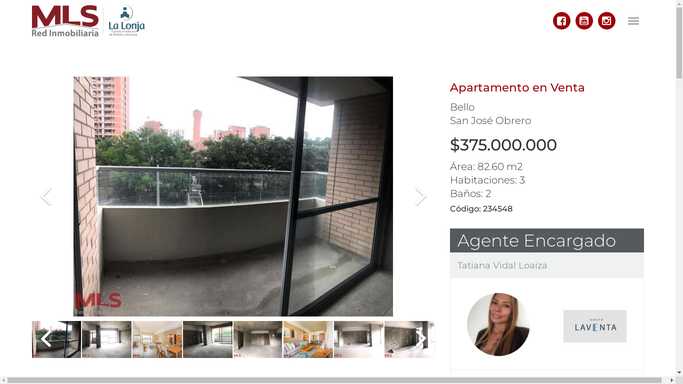 MLS
Red Inmobiliaria
La Lonja
Apartamento en Venta
Bello
San José Obrero
$375.000.000
Área: 82.60 m2
Habitaciones: 3
Baños: 2
Código: 234548
MLS
Agente Encargado
Tatiana Vidal Loaiza
LAVENTA